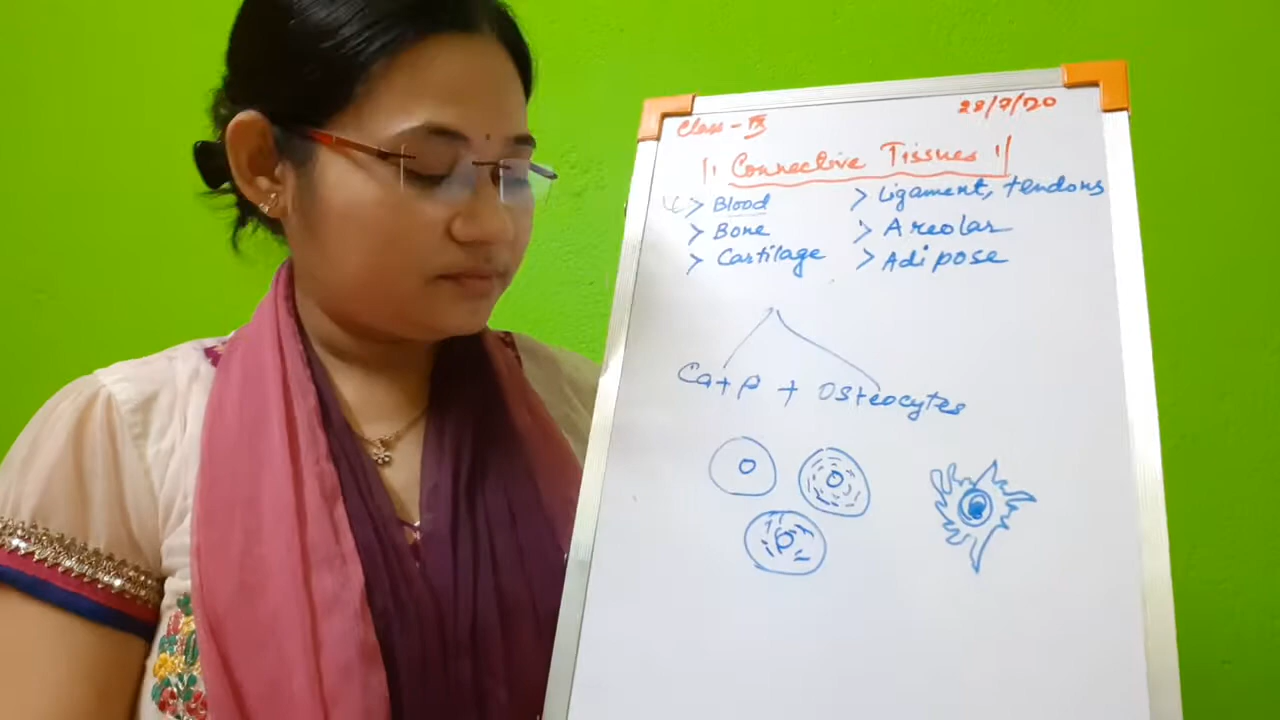 Class - IX
28/7/20
Connective Tissues
> Blood
> Ligament, tendons
> Bone
> Areolar
> Cartilage
> Adipose
Ca + P + Osteocytes